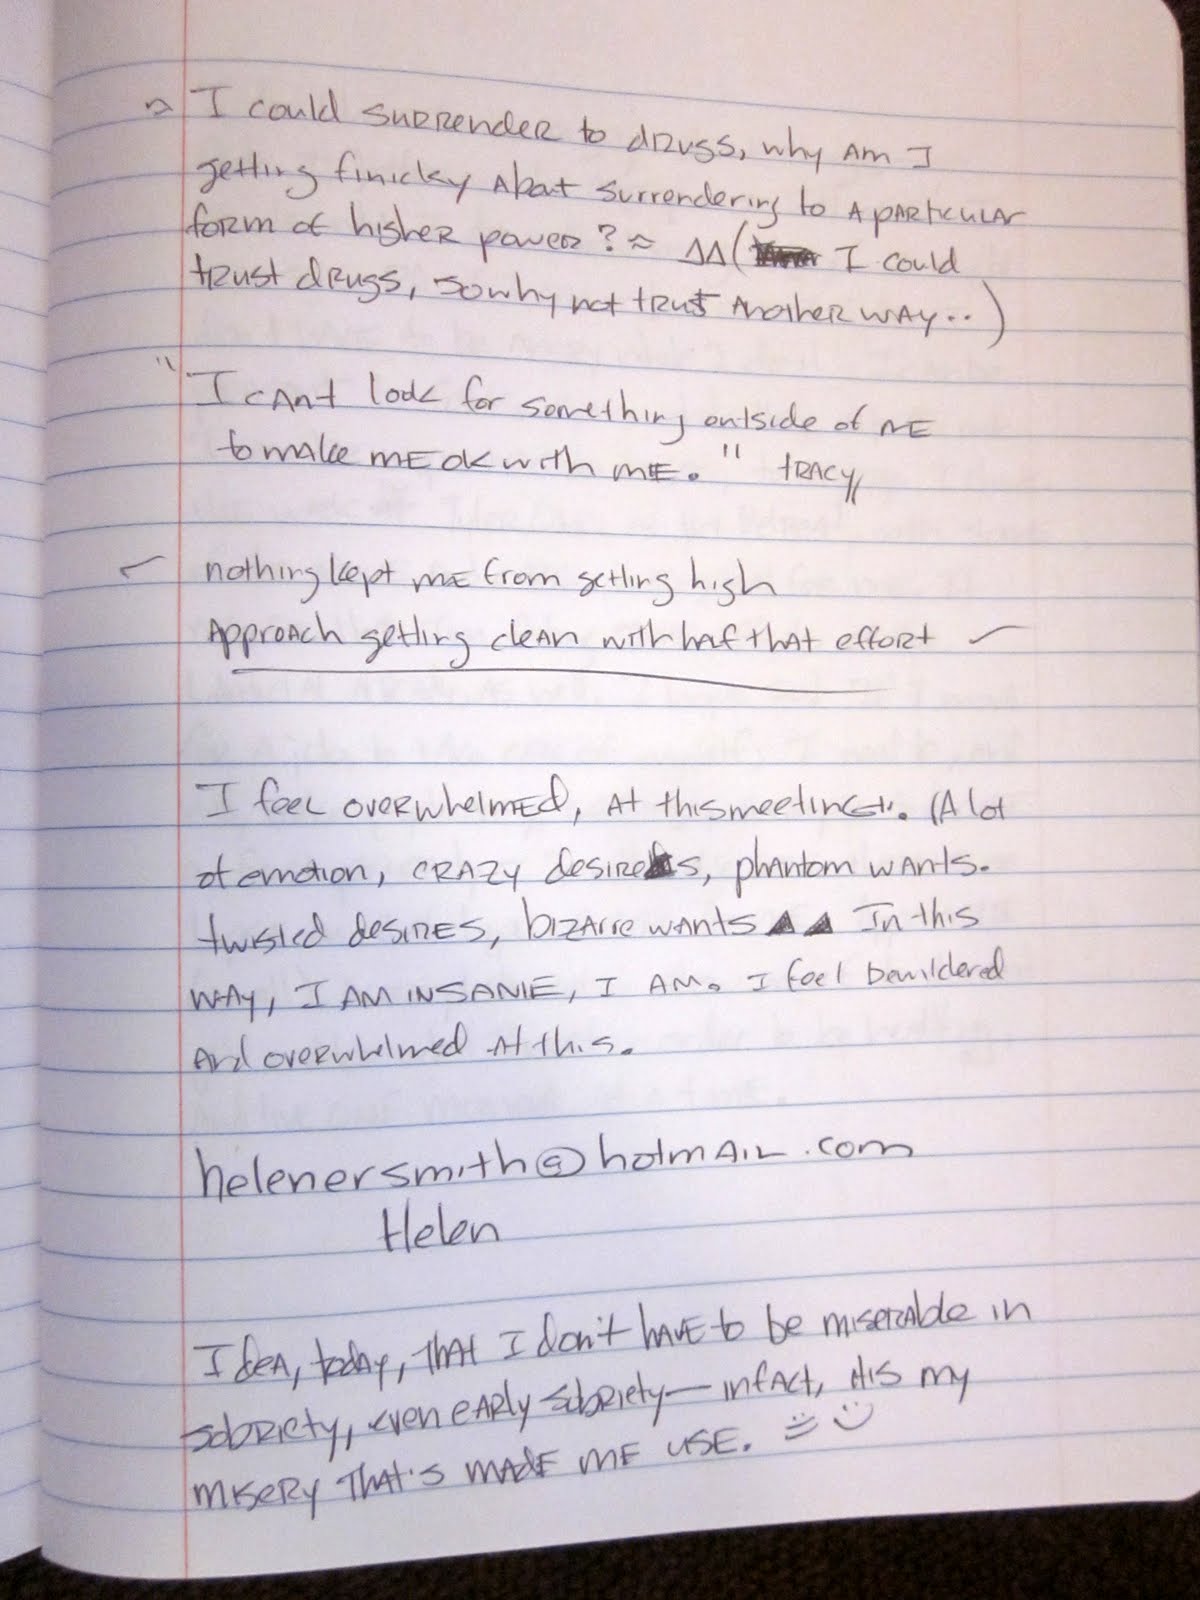 ≈ I could surrender to drugs, why am I
getting finicky about surrendering to a particular
form of higher power? ≈ ΔΔ ( I could
trust drugs, so why not trust another way.. )
"I can't look for something outside of me
to make me ok with me." Tracy
nothing kept me from getting high
Approach getting clean with half that effort
I feel overwhelmed, at this meeting. (A lot
of emotion, crazy desires, phantom wants.
twisted desires, bizarre wants ▲ ▲ In this
way, I AM INSANE, I AM. I feel bewildered
and overwhelmed at this.
helenersmith@hotmail.com
Helen
Idea, today, that I don't have to be miserable in
sobriety, even early sobriety— infact, its my
misery that's made me use. =) :)